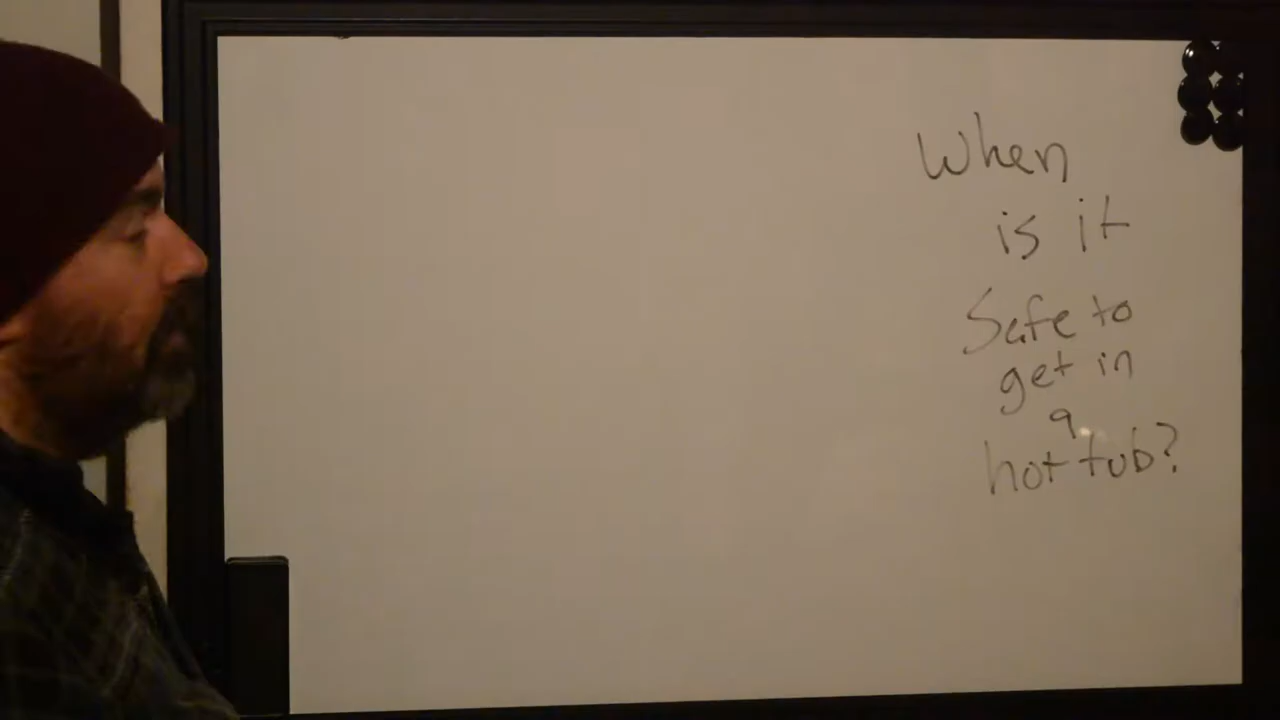 When
is it
Safe to
get in
a
hot tub?